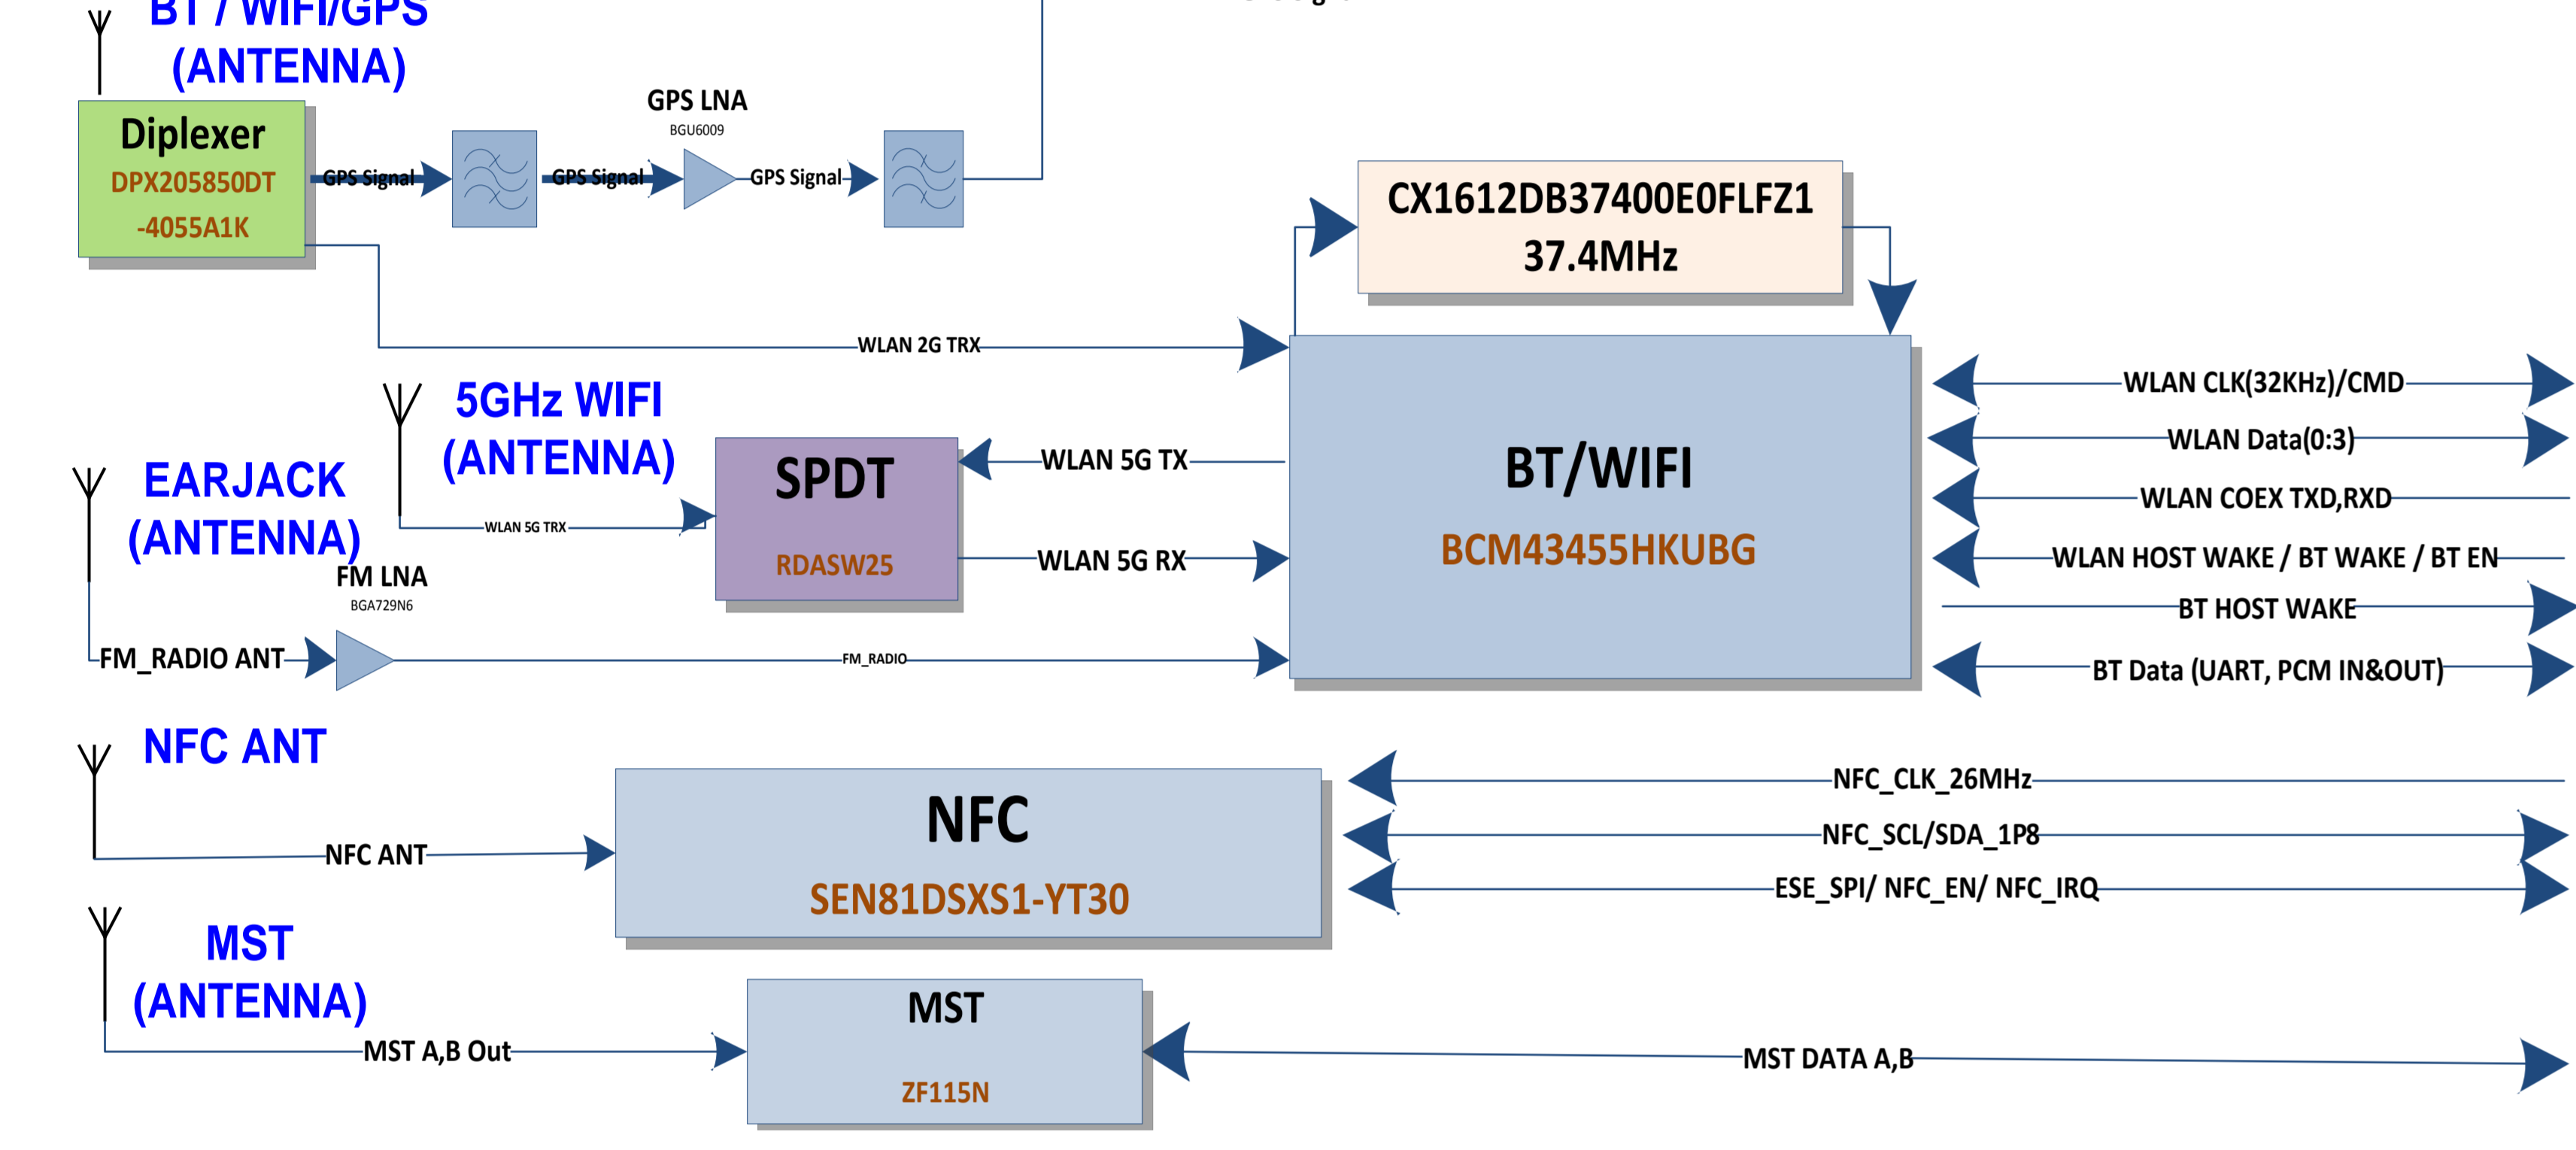 BT / WIFI/GPS
(ANTENNA)
Diplexer
DPX205850DT
-4055A1K
GPS Signal
GPS Signal
GPS LNA
BGU6009
GPS Signal
CX1612DB37400E0FLFZ1
37.4MHz
WLAN 2G TRX
5GHz WIFI
(ANTENNA)
WLAN 5G TRX
SPDT
RDASW25
WLAN 5G TX
WLAN 5G RX
BT/WIFI
BCM43455HKUBG
WLAN CLK(32KHz)/CMD
WLAN Data(0:3)
WLAN COEX TXD,RXD
WLAN HOST WAKE / BT WAKE / BT EN
BT HOST WAKE
BT Data (UART, PCM IN&OUT)
EARJACK
(ANTENNA)
FM LNA
BGA729N6
FM_RADIO ANT
FM_RADIO
NFC ANT
NFC ANT
NFC
SEN81DSXS1-YT30
NFC_CLK_26MHz
NFC_SCL/SDA_1P8
ESE_SPI/ NFC_EN/ NFC_IRQ
MST
(ANTENNA)
MST A,B Out
MST
ZF115N
MST DATA A,B